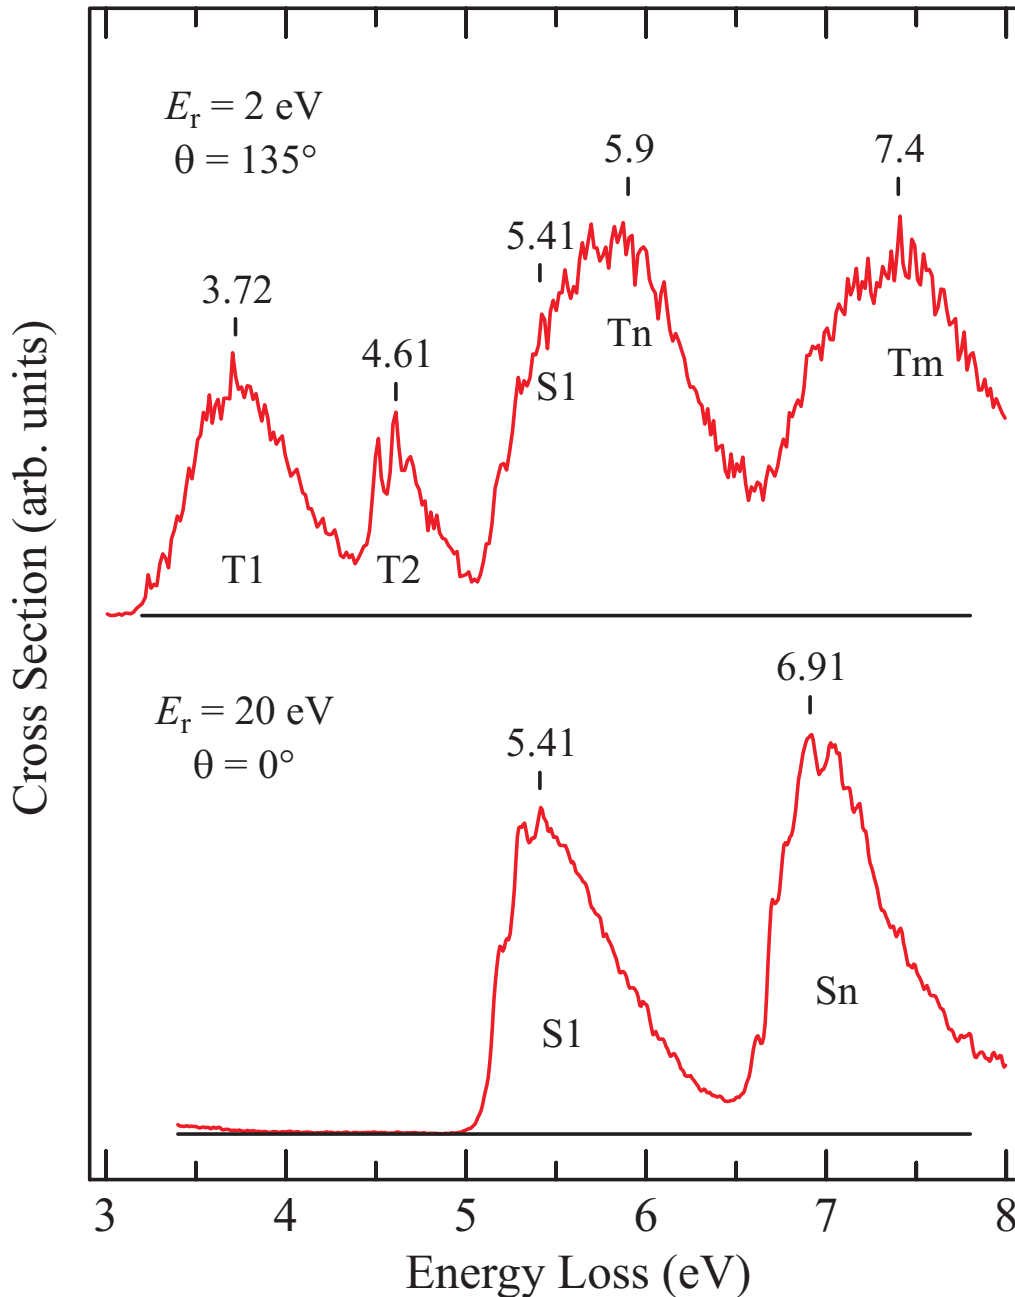 E_r = 2 eV
θ = 135°
3.72
4.61
5.41
5.9
7.4
T1
T2
S1
Tn
Tm
E_r = 20 eV
θ = 0°
5.41
6.91
S1
Sn
3 4 5 6 7 8
Energy Loss (eV)
Cross Section (arb. units)